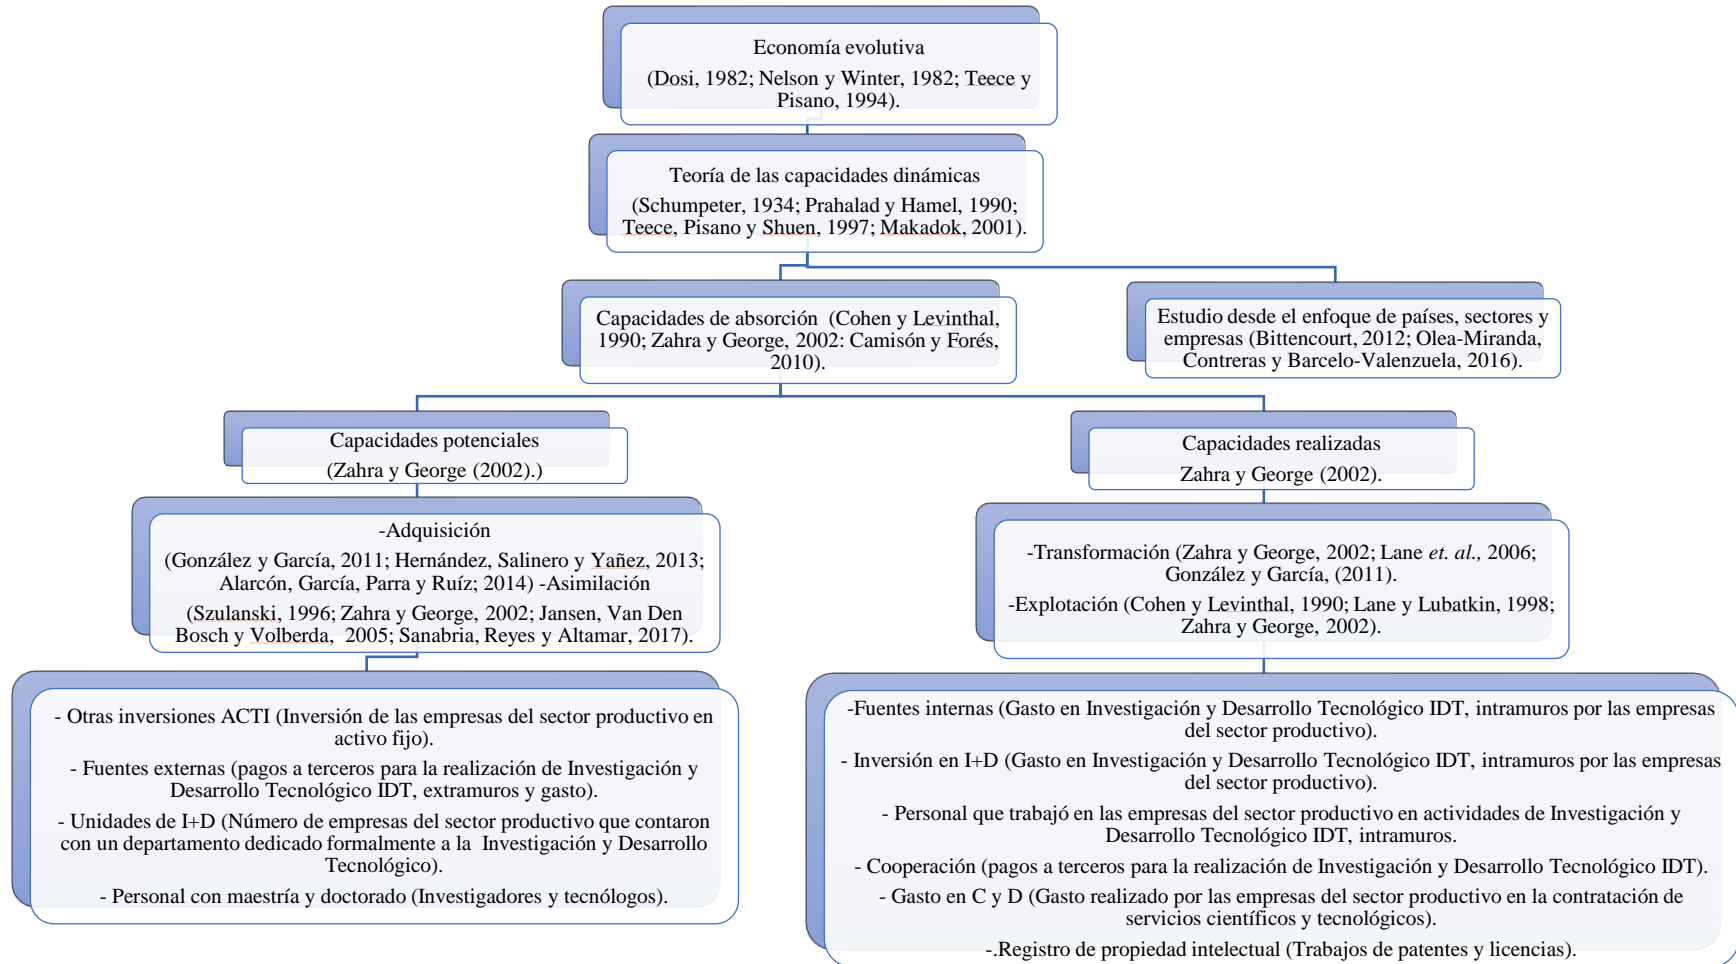 Economía evolutiva
(Dosi, 1982; Nelson y Winter, 1982; Teece y
Pisano, 1994).
Teoría de las capacidades dinámicas
(Schumpeter, 1934; Prahalad y Hamel, 1990;
Teece, Pisano y Shuen, 1997; Makadok, 2001).
Capacidades de absorción (Cohen y Levinthal,
1990; Zahra y George, 2002: Camisón y Forés,
2010).
Estudio desde el enfoque de países, sectores y
empresas (Bittencourt, 2012; Olea-Miranda,
Contreras y Barcelo-Valenzuela, 2016).
Capacidades potenciales
(Zahra y George (2002).)
Capacidades realizadas
Zahra y George (2002).
-Adquisición
(González y García, 2011; Hernández, Salinero y Yañez, 2013;
Alarcón, García, Parra y Ruíz; 2014) -Asimilación
(Szulanski, 1996; Zahra y George, 2002; Jansen, Van Den
Bosch y Volberda, 2005; Sanabria, Reyes y Altamar, 2017).
-Transformación (Zahra y George, 2002; Lane et. al., 2006;
González y García, (2011).
-Explotación (Cohen y Levinthal, 1990; Lane y Lubatkin, 1998;
Zahra y George, 2002).
- Otras inversiones ACTI (Inversión de las empresas del sector productivo en
activo fijo).
- Fuentes externas (pagos a terceros para la realización de Investigación y
Desarrollo Tecnológico IDT, extramuros y gasto).
- Unidades de I+D (Número de empresas del sector productivo que contaron
con un departamento dedicado formalmente a la Investigación y Desarrollo
Tecnológico).
- Personal con maestría y doctorado (Investigadores y tecnólogos).
-Fuentes internas (Gasto en Investigación y Desarrollo Tecnológico IDT, intramuros por las empresas
del sector productivo).
- Inversión en I+D (Gasto en Investigación y Desarrollo Tecnológico IDT, intramuros por las empresas
del sector productivo).
- Personal que trabajó en las empresas del sector productivo en actividades de Investigación y
Desarrollo Tecnológico IDT, intramuros.
- Cooperación (pagos a terceros para la realización de Investigación y Desarrollo Tecnológico IDT).
- Gasto en C y D (Gasto realizado por las empresas del sector productivo en la contratación de
servicios científicos y tecnológicos).
-.Registro de propiedad intelectual (Trabajos de patentes y licencias).